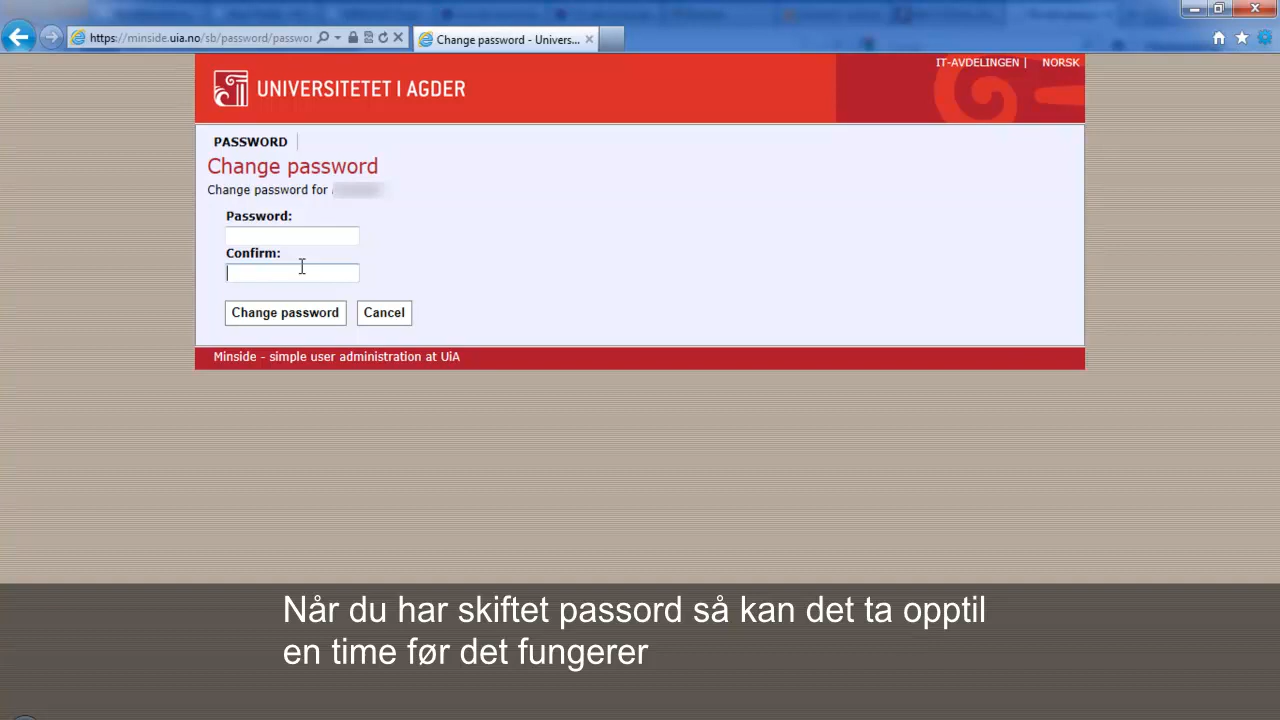 https://minside.uia.no/sb/password/passwor
Change password - Univers...
IT-AVDELINGEN | NORSK
UNIVERSITETET I AGDER
PASSWORD
Change password
Change password for
Password:
Confirm:
Change password Cancel
Minside - simple user administration at UiA
Når du har skiftet passord så kan det ta opptil
en time før det fungerer